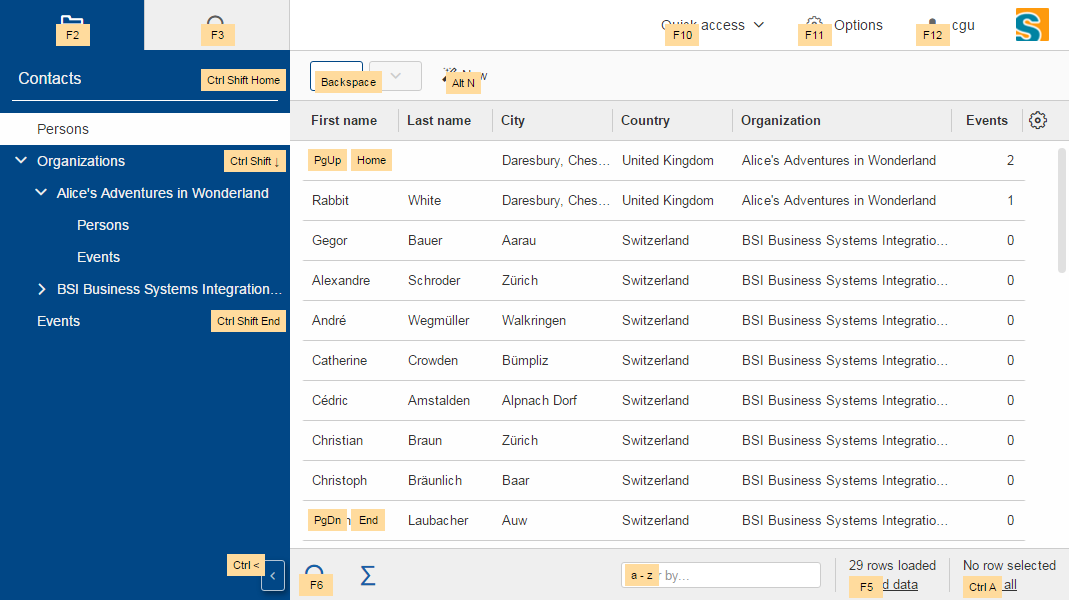 F2
F3
Quick access
F10
Options
F11
cgu
F12
Contacts
Ctrl Shift Home
Persons
Organizations
Ctrl Shift ↓
Alice's Adventures in Wonderland
Persons
Events
BSI Business Systems Integration...
Events
Ctrl Shift End
Ctrl <
Backspace
Alt N
First name Last name City Country Organization Events
PgUp Home Daresbury, Ches... United Kingdom Alice's Adventures in Wonderland 2
Rabbit White Daresbury, Ches... United Kingdom Alice's Adventures in Wonderland 1
Gegor Bauer Aarau Switzerland BSI Business Systems Integratio... 0
Alexandre Schroder Zürich Switzerland BSI Business Systems Integratio... 0
André Wegmüller Walkringen Switzerland BSI Business Systems Integratio... 0
Catherine Crowden Bümpliz Switzerland BSI Business Systems Integratio... 0
Cédric Amstalden Alpnach Dorf Switzerland BSI Business Systems Integratio... 0
Christian Braun Zürich Switzerland BSI Business Systems Integratio... 0
Christoph Bräunlich Baar Switzerland BSI Business Systems Integratio... 0
PgDn End Laubacher Auw Switzerland BSI Business Systems Integratio... 0
F6
Σ
a - z by...
29 rows loaded
F5 data
No row selected
Ctrl A all